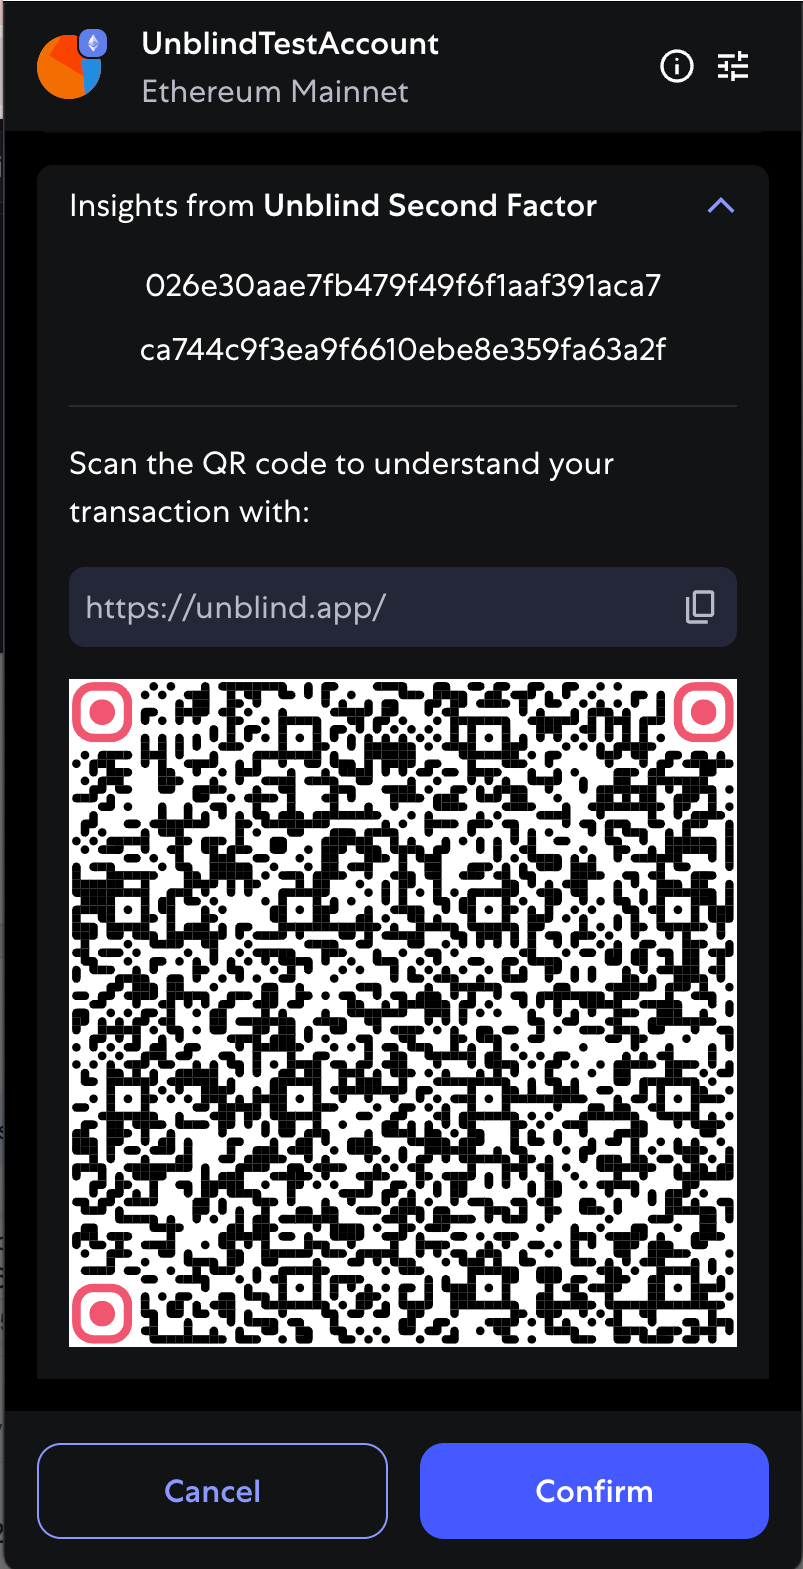 UnblindTestAccount
Ethereum Mainnet
Insights from Unblind Second Factor
026e30aae7fb479f49f6f1aaf391aca7
ca744c9f3ea9f6610ebe8e359fa63a2f
Scan the QR code to understand your
transaction with:
https://unblind.app/
Cancel
Confirm